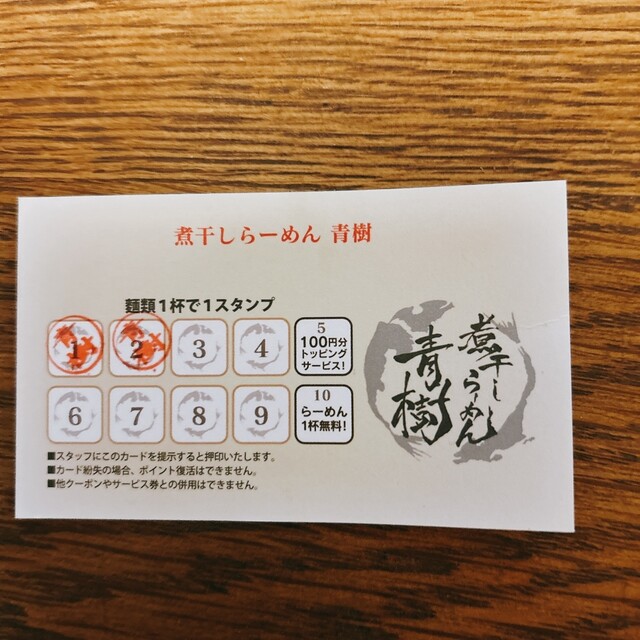 煮干しらーめん 青樹
麺類1杯で1スタンプ
1 2 3 4
5
100円分
トッピング
サービス!
6 7 8 9
10
らーめん
1杯無料!
■スタッフにこのカードを提示すると押印いたします。
■カード紛失の場合、ポイント復活はできません。
■他クーポンやサービス券との併用はできません。
煮干しらーめん
青樹